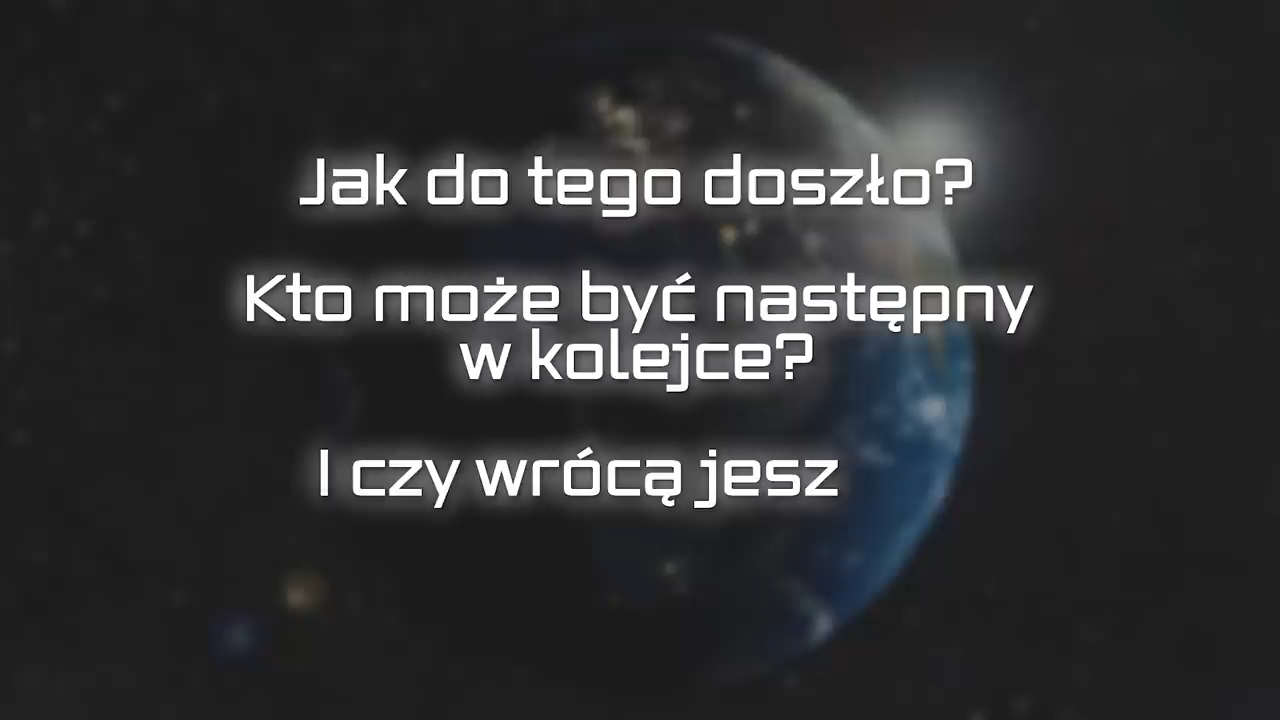 Jak do tego doszło?
Kto może być następny
w kolejce?
I czy wrócą jesz